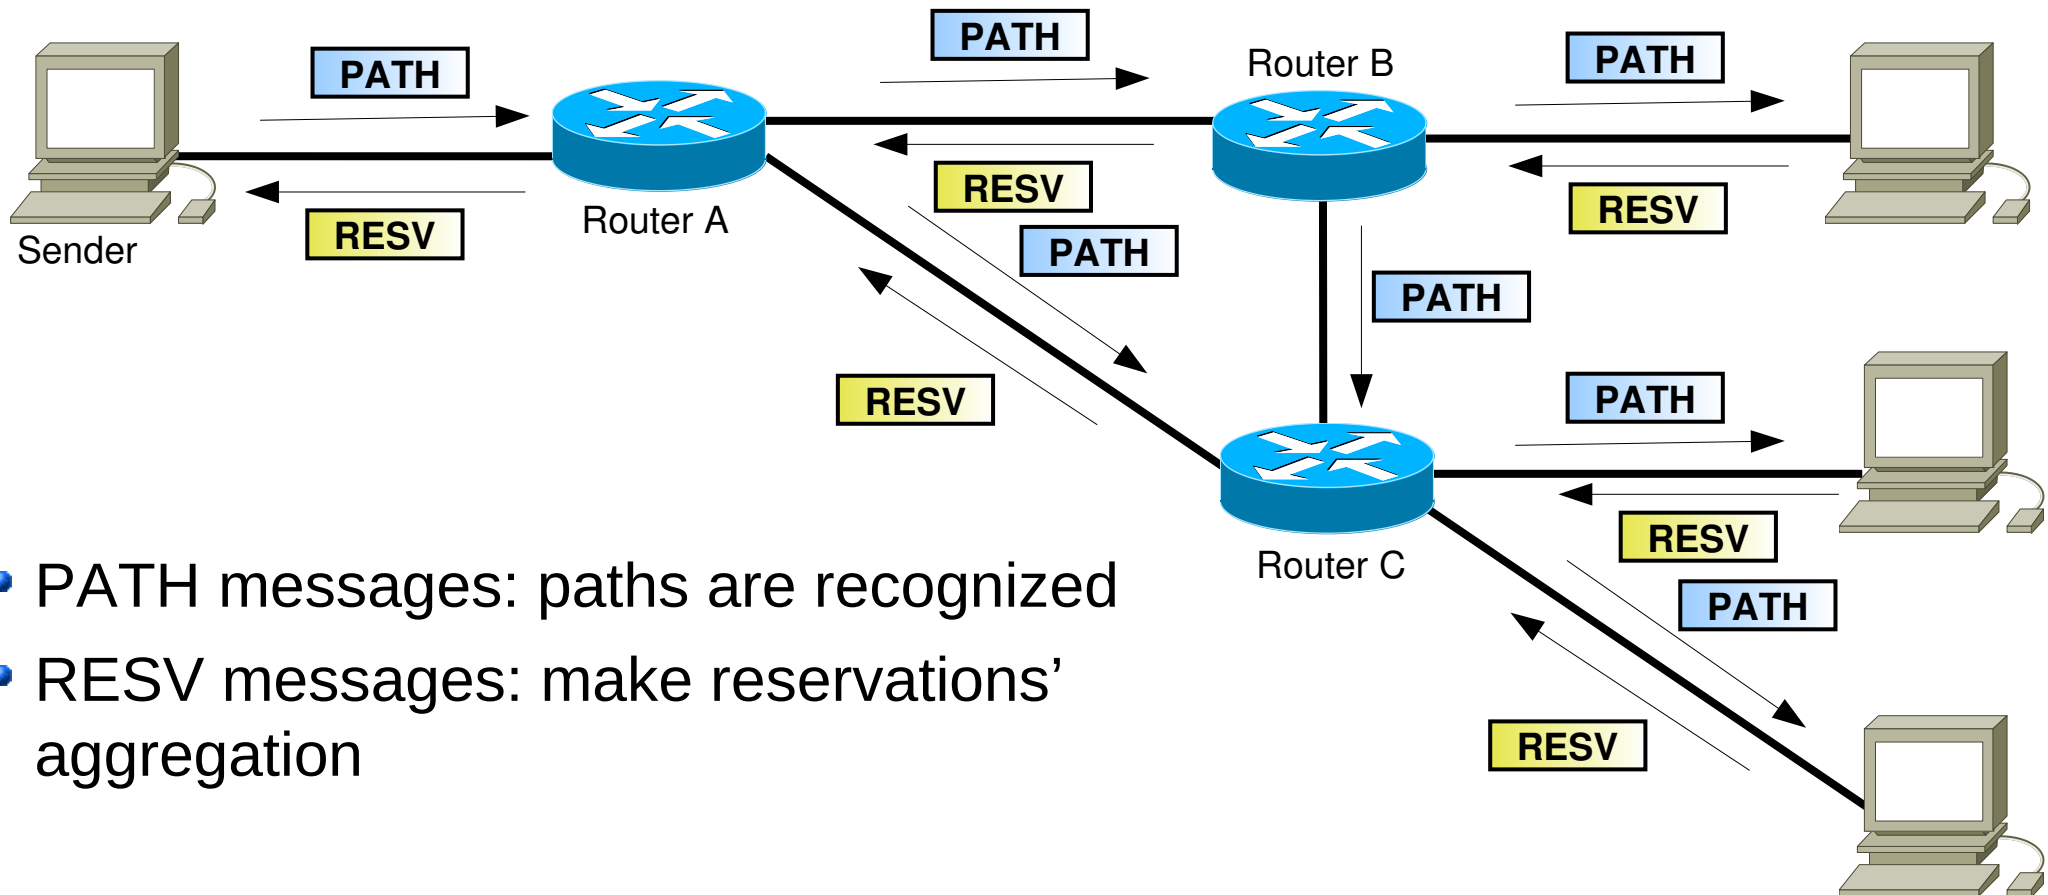 PATH
PATH
Router B
PATH
Sender
RESV
Router A
RESV
PATH
RESV
PATH
RESV
PATH
RESV
Router C
PATH
RESV
PATH messages: paths are recognized
RESV messages: make reservations’
aggregation
RESV